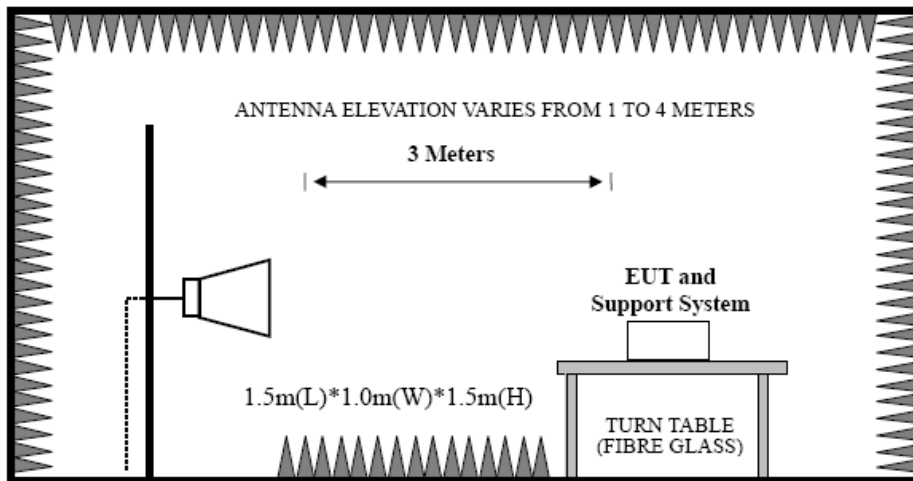 ANTENNA ELEVATION VARIES FROM 1 TO 4 METERS
3 Meters
EUT and
Support System
1.5m(L)*1.0m(W)*1.5m(H)
TURN TABLE
(FIBRE GLASS)